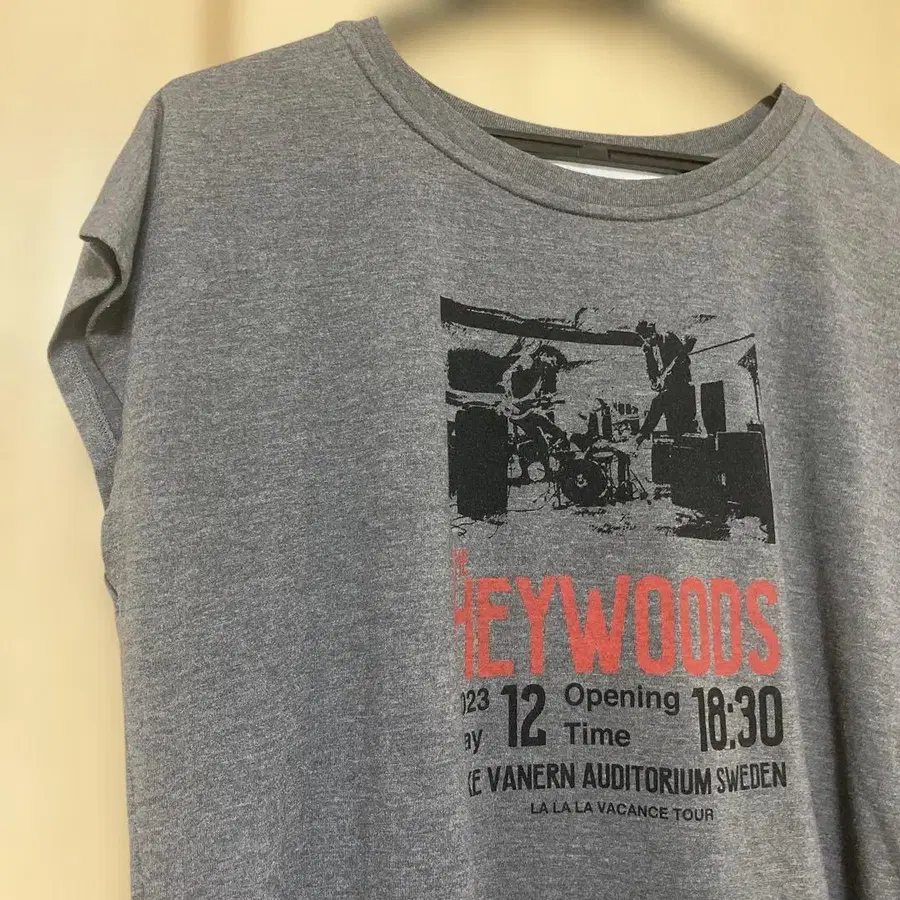 HEYWOODS
12 Opening 18:30
Time
VANERN AUDITORIUM SWEDEN
LA LA LA VACANCE TOUR